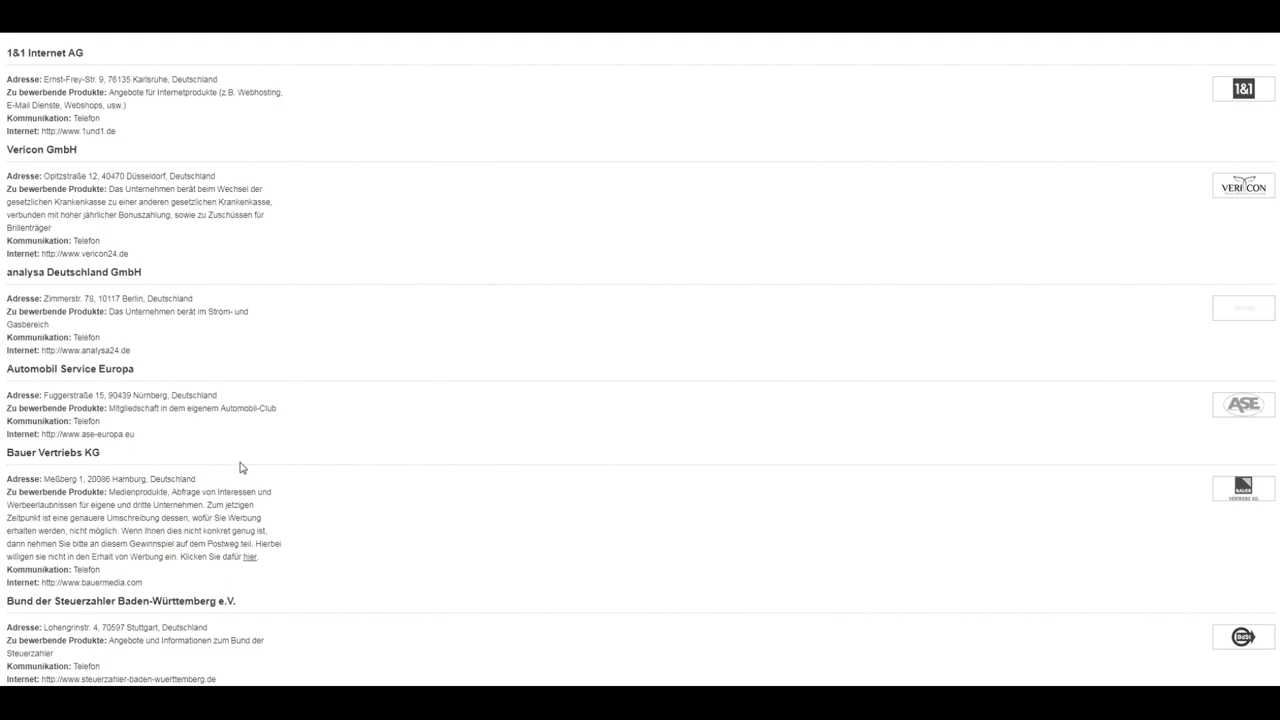 1&1 Internet AG
Adresse: Ernst-Frey-Str. 9, 76135 Karlsruhe, Deutschland
Zu bewerbende Produkte: Angebote für Internetprodukte (z.B. Webhosting,
E-Mail Dienste, Webshops, usw.)
Kommunikation: Telefon
Internet: http://www.1und1.de
1&1
Vericon GmbH
Adresse: Opitzstraße 12, 40470 Düsseldorf, Deutschland
Zu bewerbende Produkte: Das Unternehmen berät beim Wechsel der
gesetzlichen Krankenkasse zu einer anderen gesetzlichen Krankenkasse,
verbunden mit hoher jährlicher Bonuszahlung, sowie zu Zuschüssen für
Brillenträger
Kommunikation: Telefon
Internet: http://www.vericon24.de
VERICON
analysa Deutschland GmbH
Adresse: Zimmerstr. 78, 10117 Berlin, Deutschland
Zu bewerbende Produkte: Das Unternehmen berät im Strom- und
Gasbereich
Kommunikation: Telefon
Internet: http://www.analysa24.de
Automobil Service Europa
Adresse: Fuggerstraße 15, 90439 Nürnberg, Deutschland
Zu bewerbende Produkte: Mitgliedschaft in dem eigenem Automobil-Club
Kommunikation: Telefon
Internet: http://www.ase-europa.eu
ASE
Bauer Vertriebs KG
Adresse: Meßberg 1, 20086 Hamburg, Deutschland
Zu bewerbende Produkte: Medienprodukte, Abfrage von Interessen und
Werbeerlaubnissen für eigene und dritte Unternehmen. Zum jetzigen
Zeitpunkt ist eine genauere Umschreibung dessen, wofür Sie Werbung
erhalten werden, nicht möglich. Wenn Ihnen dies nicht konkret genug ist,
dann nehmen Sie bitte an diesem Gewinnspiel auf dem Postweg teil. Hierbei
willigen sie nicht in den Erhalt von Werbung ein. Klicken Sie dafür hier.
Kommunikation: Telefon
Internet: http://www.bauermedia.com
BAUER
VERTRIEBS KG
Bund der Steuerzahler Baden-Württemberg e.V.
Adresse: Lohengrinstr. 4, 70597 Stuttgart, Deutschland
Zu bewerbende Produkte: Angebote und Informationen zum Bund der
Steuerzahler
Kommunikation: Telefon
Internet: http://www.steuerzahler-baden-wuerttemberg.de
BdSt